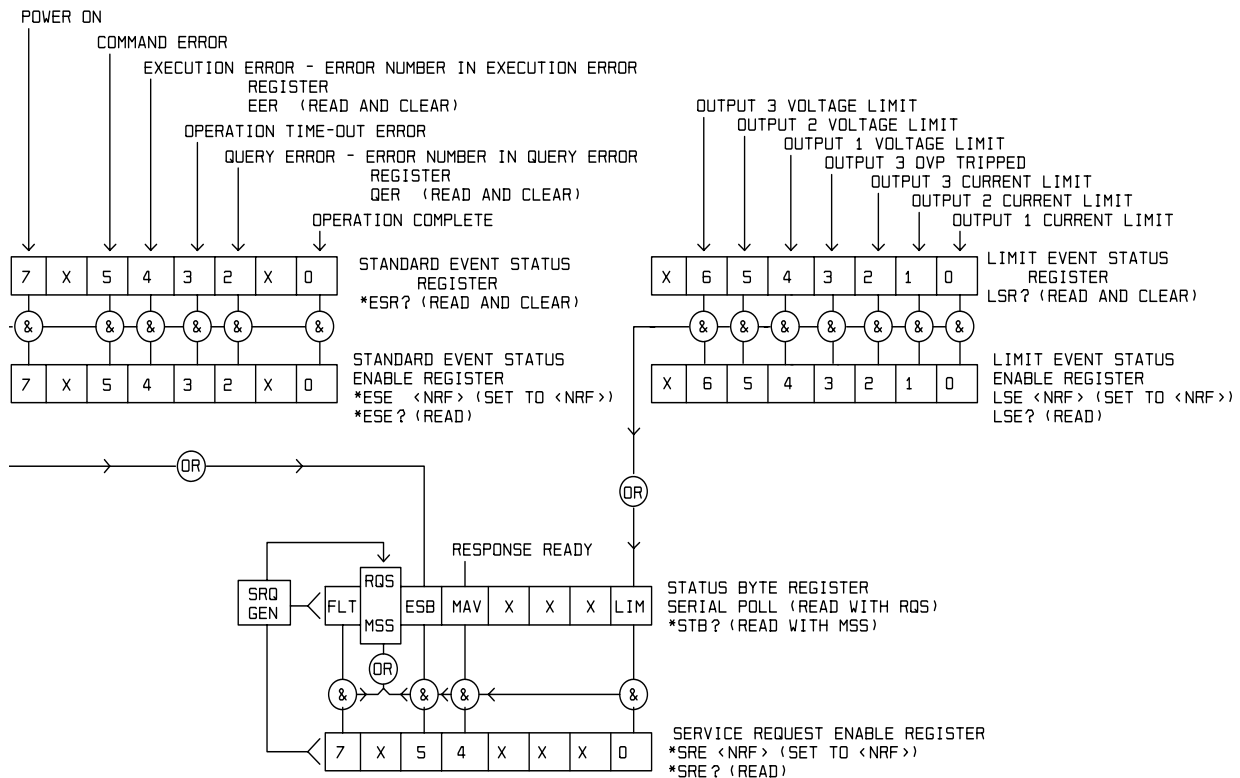 POWER ON
COMMAND ERROR
EXECUTION ERROR - ERROR NUMBER IN EXECUTION ERROR
REGISTER
EER (READ AND CLEAR)
OPERATION TIME-OUT ERROR
QUERY ERROR - ERROR NUMBER IN QUERY ERROR
REGISTER
QER (READ AND CLEAR)
OPERATION COMPLETE
7 X 5 4 3 2 X 0
STANDARD EVENT STATUS
REGISTER
*ESR? (READ AND CLEAR)
& & & & & &
7 X 5 4 3 2 X 0
STANDARD EVENT STATUS
ENABLE REGISTER
*ESE <NRF> (SET TO <NRF>)
*ESE? (READ)
OUTPUT 3 VOLTAGE LIMIT
OUTPUT 2 VOLTAGE LIMIT
OUTPUT 1 VOLTAGE LIMIT
OUTPUT 3 OVP TRIPPED
OUTPUT 3 CURRENT LIMIT
OUTPUT 2 CURRENT LIMIT
OUTPUT 1 CURRENT LIMIT
X 6 5 4 3 2 1 0
LIMIT EVENT STATUS
REGISTER
LSR? (READ AND CLEAR)
& & & & & & &
X 6 5 4 3 2 1 0
LIMIT EVENT STATUS
ENABLE REGISTER
LSE <NRF> (SET TO <NRF>)
LSE? (READ)
OR
OR
RESPONSE READY
SRQ
GEN
FLT RQS MSS ESB MAV X X X LIM
STATUS BYTE REGISTER
SERIAL POLL (READ WITH RQS)
*STB? (READ WITH MSS)
OR
& & & &
7 X 5 4 X X X 0
SERVICE REQUEST ENABLE REGISTER
*SRE <NRF> (SET TO <NRF>)
*SRE? (READ)